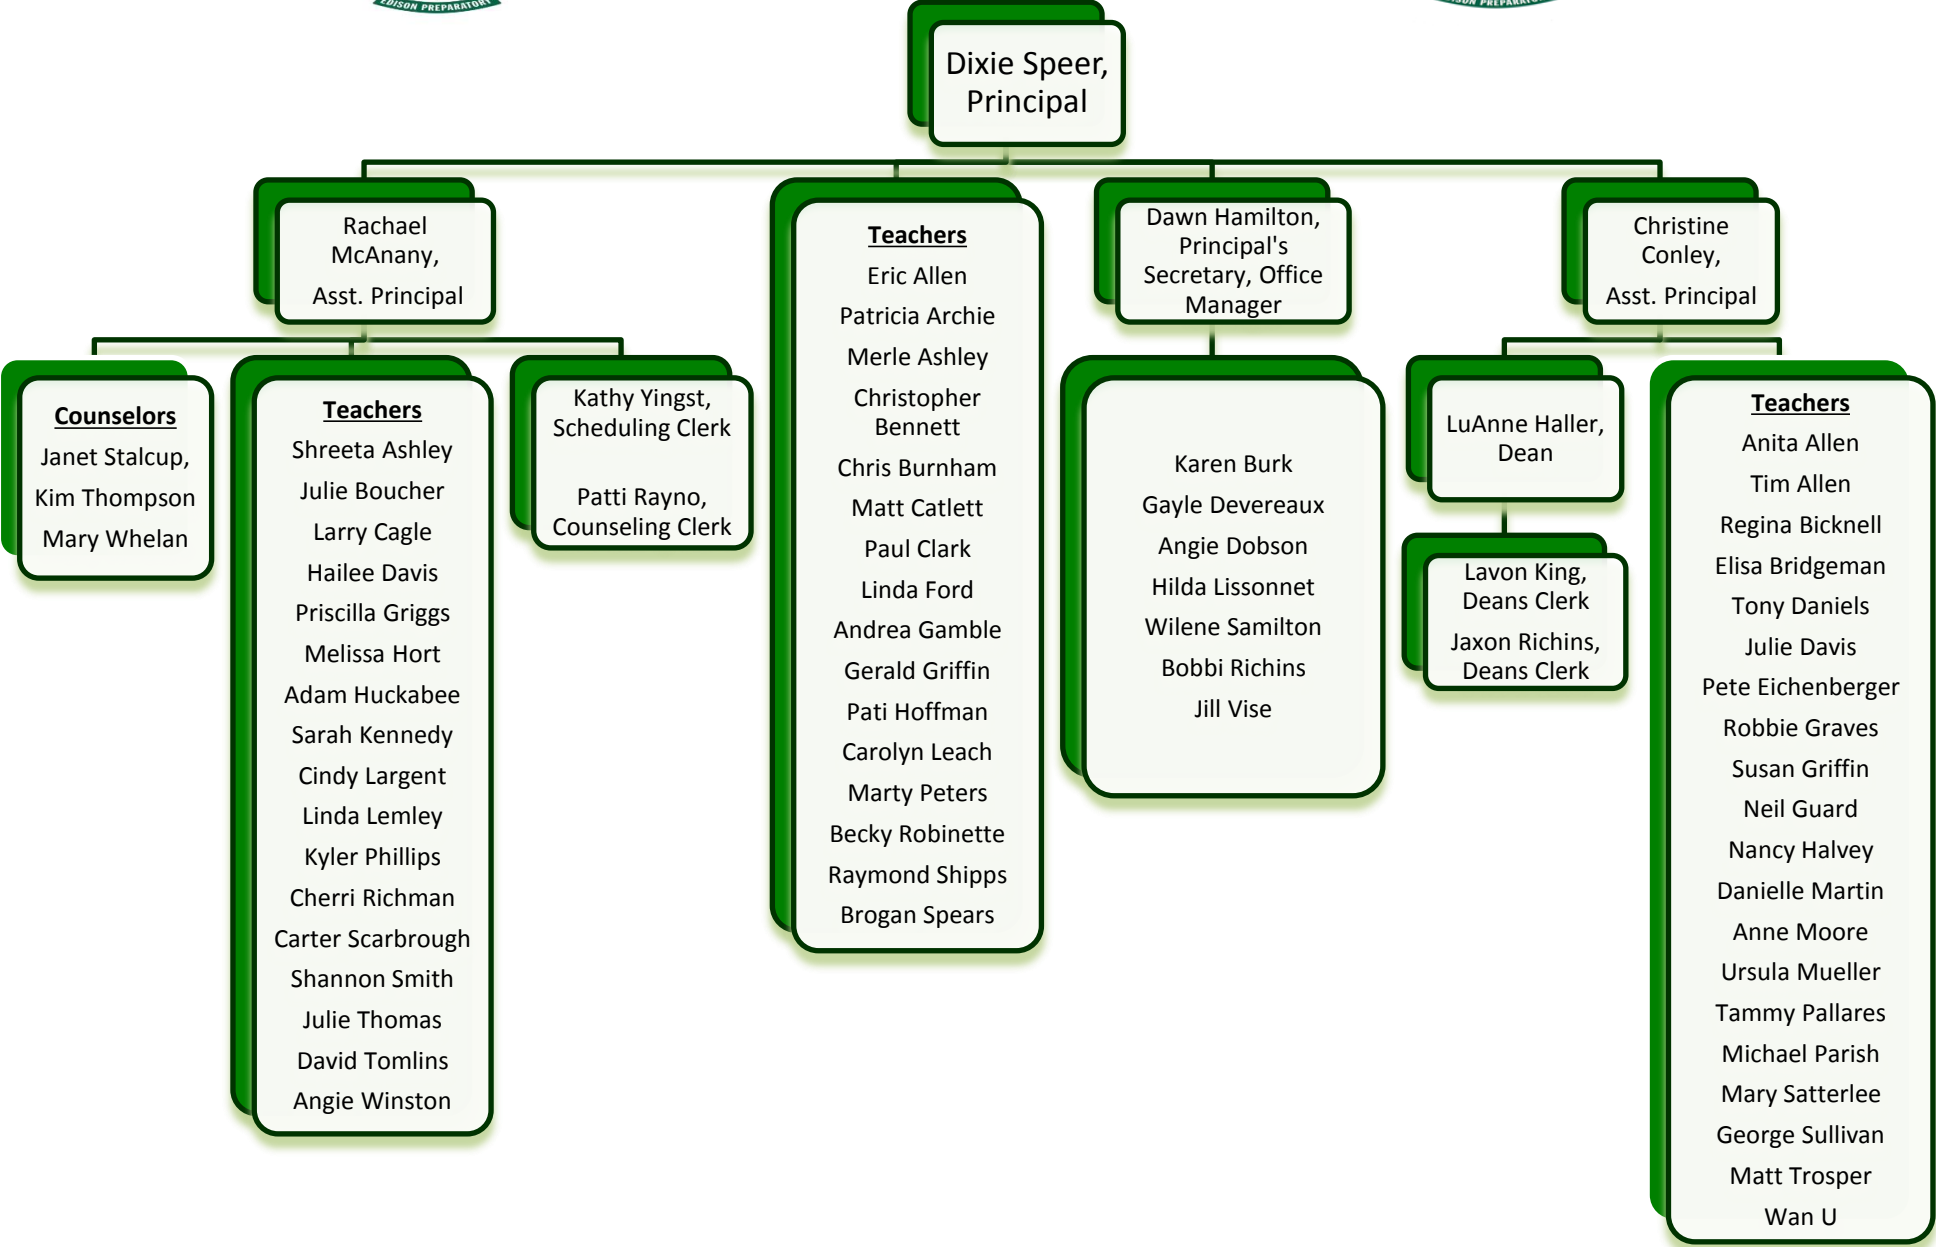 EDISON PREPARATORY
EDISON PREPARATORY
Dixie Speer,
Principal
Rachael
McAnany,
Asst. Principal
Counselors
Janet Stalcup,
Kim Thompson
Mary Whelan
Teachers
Shreeta Ashley
Julie Boucher
Larry Cagle
Hailee Davis
Priscilla Griggs
Melissa Hort
Adam Huckabee
Sarah Kennedy
Cindy Largent
Linda Lemley
Kyler Phillips
Cherri Richman
Carter Scarbrough
Shannon Smith
Julie Thomas
David Tomlins
Angie Winston
Kathy Yingst,
Scheduling Clerk
Patti Rayno,
Counseling Clerk
Teachers
Eric Allen
Patricia Archie
Merle Ashley
Christopher
Bennett
Chris Burnham
Matt Catlett
Paul Clark
Linda Ford
Andrea Gamble
Gerald Griffin
Pati Hoffman
Carolyn Leach
Marty Peters
Becky Robinette
Raymond Shipps
Brogan Spears
Dawn Hamilton,
Principal's
Secretary, Office
Manager
Karen Burk
Gayle Devereaux
Angie Dobson
Hilda Lissonnet
Wilene Samilton
Bobbi Richins
Jill Vise
Christine
Conley,
Asst. Principal
LuAnne Haller,
Dean
Lavon King,
Deans Clerk
Jaxon Richins,
Deans Clerk
Teachers
Anita Allen
Tim Allen
Regina Bicknell
Elisa Bridgeman
Tony Daniels
Julie Davis
Pete Eichenberger
Robbie Graves
Susan Griffin
Neil Guard
Nancy Halvey
Danielle Martin
Anne Moore
Ursula Mueller
Tammy Pallares
Michael Parish
Mary Satterlee
George Sullivan
Matt Trosper
Wan U